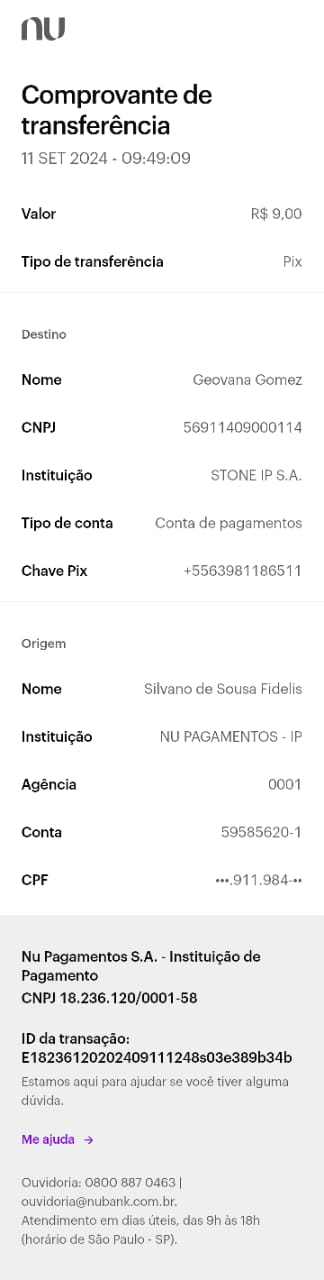 nu
Comprovante de
transferência
11 SET 2024 - 09:49:09
Valor R$ 9,00
Tipo de transferência Pix
Destino
Nome Geovana Gomez
CNPJ 56911409000114
Instituição STONE IP S.A.
Tipo de conta Conta de pagamentos
Chave Pix +5563981186511
Origem
Nome Silvano de Sousa Fidelis
Instituição NU PAGAMENTOS - IP
Agência 0001
Conta 59585620-1
CPF •••.911.984-••
Nu Pagamentos S.A. - Instituição de
Pagamento
CNPJ 18.236.120/0001-58
ID da transação:
E18236120202409111248s03e389b34b
Estamos aqui para ajudar se você tiver alguma
dúvida.
Me ajuda →
Ouvidoria: 0800 887 0463 |
ouvidoria@nubank.com.br.
Atendimento em dias úteis, das 9h às 18h
(horário de São Paulo - SP).